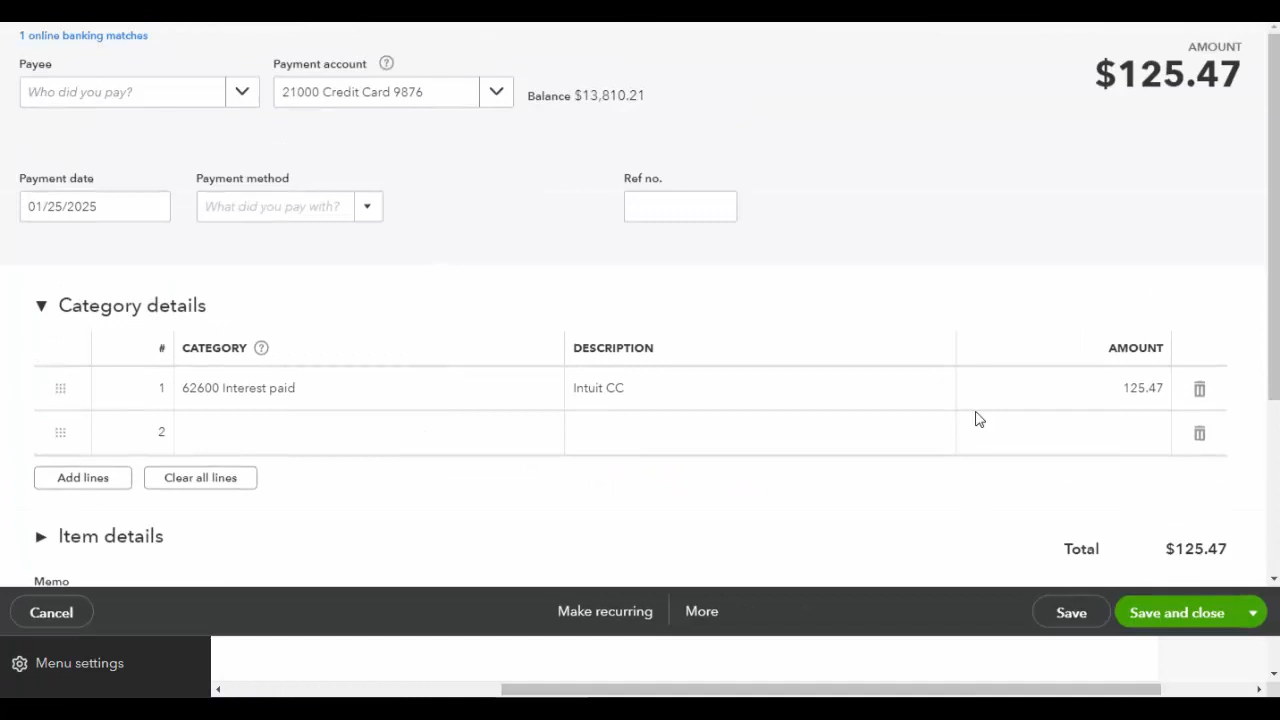 1 online banking matches
AMOUNT
$125.47
Payee
Payment account ?
Who did you pay?
21000 Credit Card 9876
Balance $13,810.21
Payment date
Payment method
Ref no.
01/25/2025
What did you pay with?
Category details
# CATEGORY ? DESCRIPTION AMOUNT
1 62600 Interest paid Intuit CC 125.47
2
Add lines
Clear all lines
Item details
Total $125.47
Memo
Cancel
Make recurring
More
Save
Save and close
Menu settings